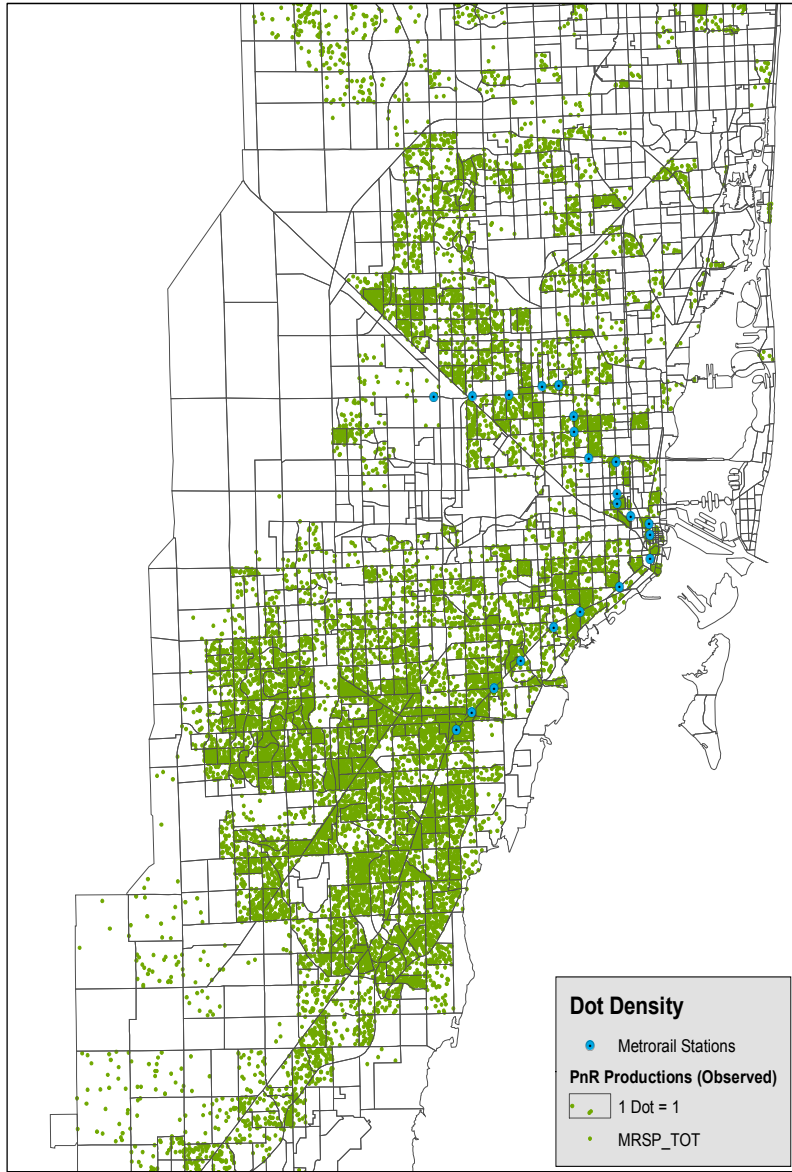 Dot Density
Metrorail Stations
PnR Productions (Observed)
1 Dot = 1
MRSP_TOT